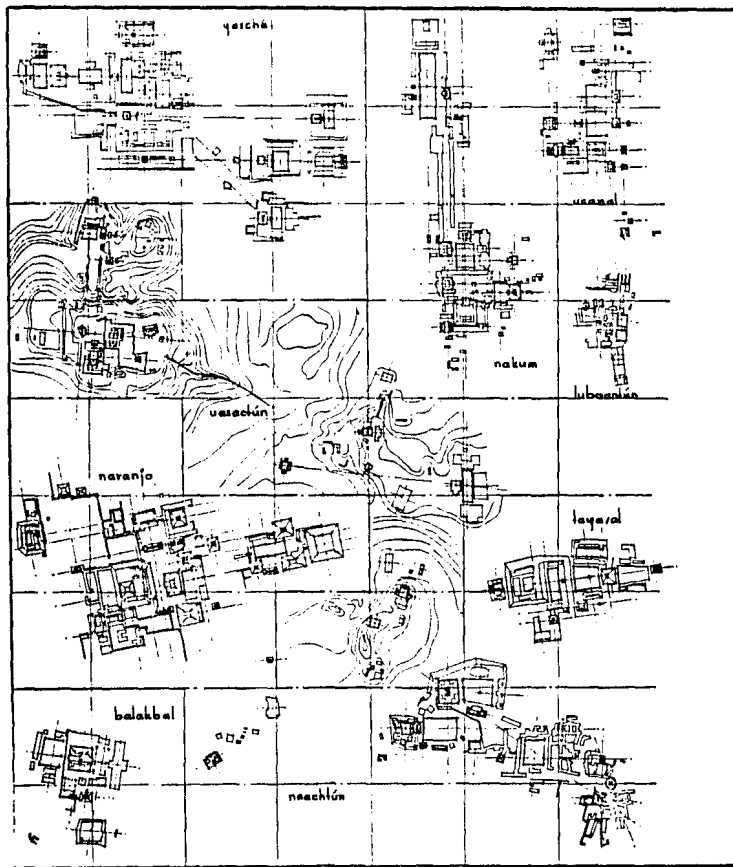 yaxchá
ucanal
nakum
lubaantún
uaxactún
naranjo
tayasal
balakbal
naachtún